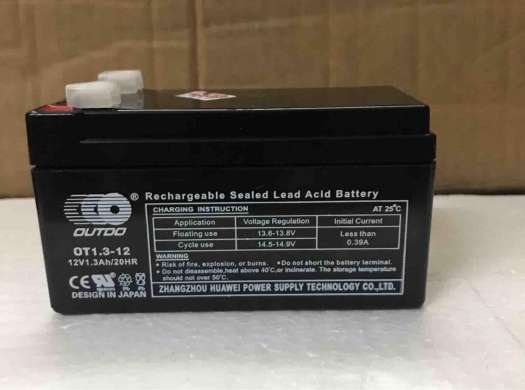 ® Rechargeable Sealed Lead Acid Battery
OUTDO
OT1.3-12
12V1.3Ah/20HR
CE
Pb
DESIGN IN JAPAN
CHARGING INSTRUCTION AT 25°C
Application Voltage Regulation Initial Current
Floating use 13.6-13.8V Less than
Cycle use 14.5-14.9V 0.39A
WARNING
• Risk of fire, explosion, or burns. • Do not short the battery terminal.
• Do not disassemble,heat above 40°C,or incinerate. The storage temperature
should not over 50°C.
ZHANGZHOU HUAWEI POWER SUPPLY TECHNOLOGY CO.,LTD.